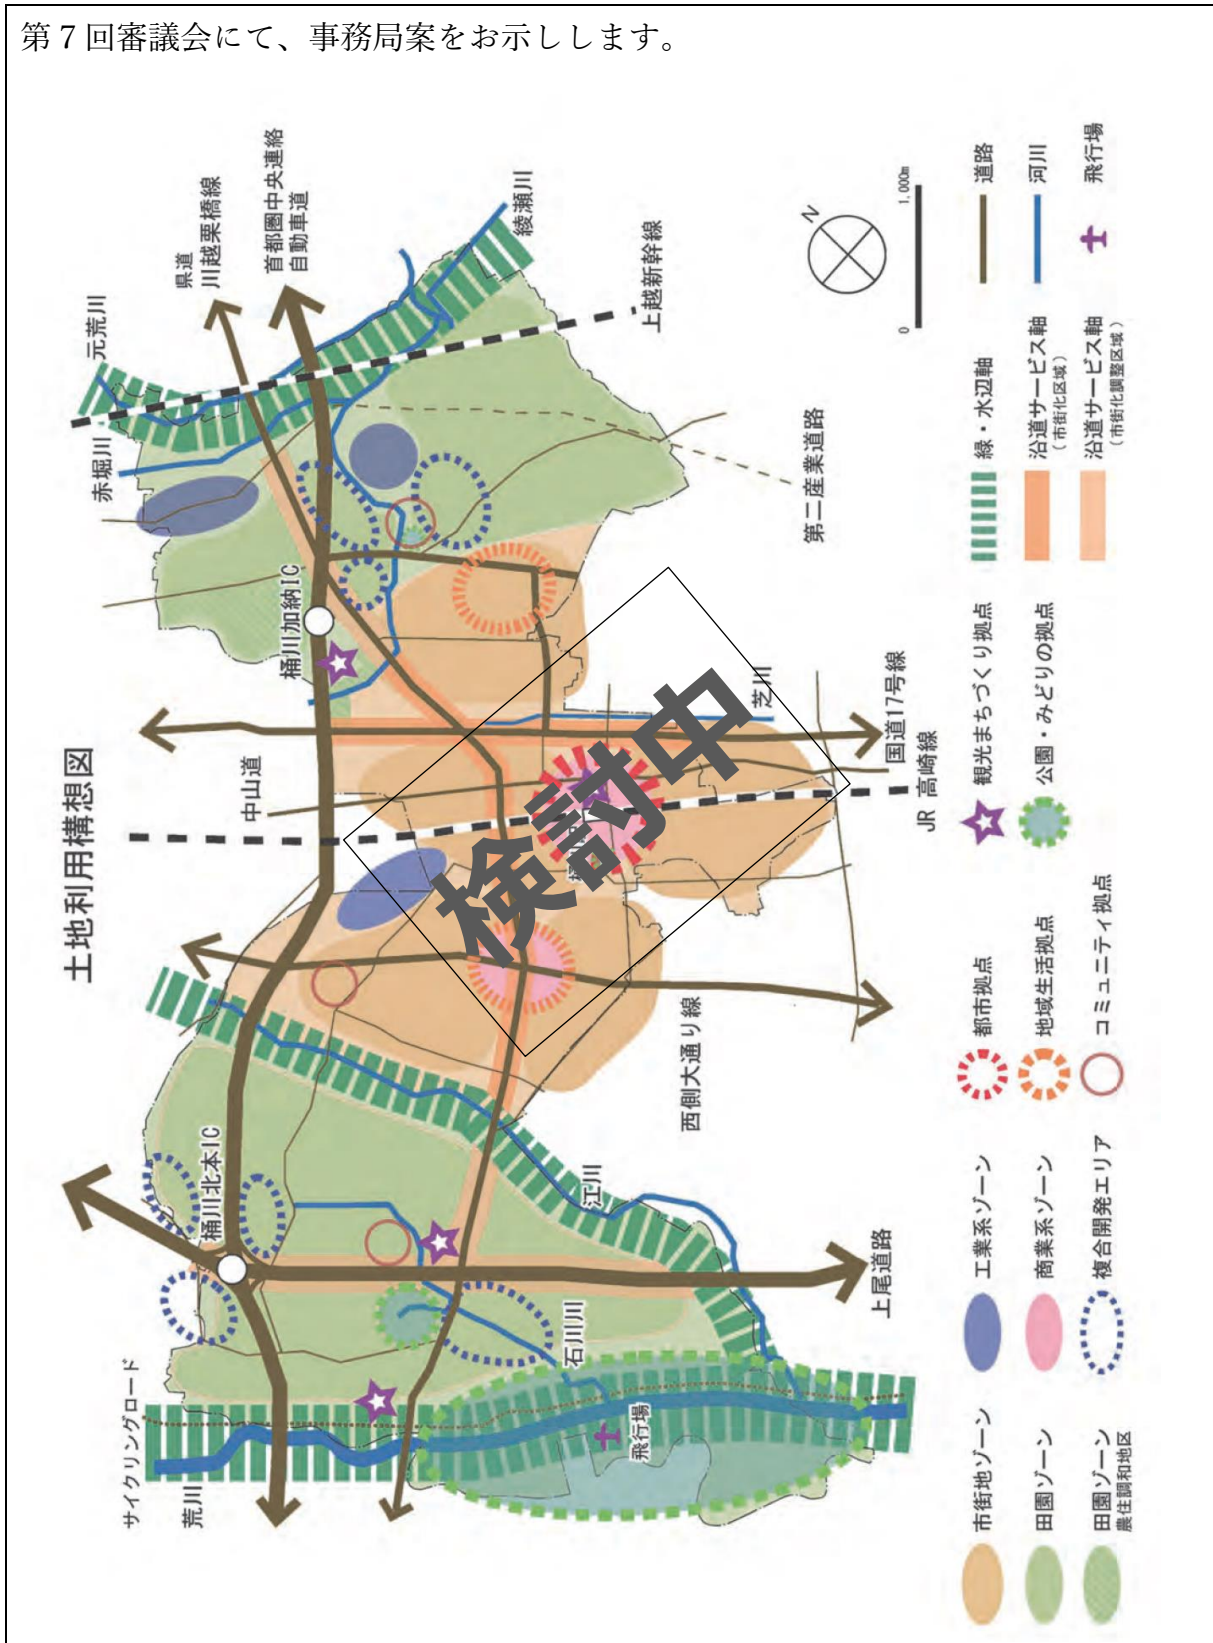 第７回審議会にて、事務局案をお示しします。
土地利用構想図
元荒川
県道
川越栗橋線
首都圏中央連絡
自動車道
綾瀬川
赤堀川
上越新幹線
第二産業道路
桶川加納IC
中山道
芝川
国道17号線
JR 高崎線
検討中
西側大通り線
桶川北本IC
江川
上尾道路
石川川
サイクリングロード
荒川
飛行場
N
0
1,000m
市街地ゾーン
田園ゾーン
田園ゾーン
農住調和地区
工業系ゾーン
商業系ゾーン
複合開発エリア
都市拠点
地域生活拠点
コミュニティ拠点
観光まちづくり拠点
公園・みどりの拠点
緑・水辺軸
沿道サービス軸
（市街化区域）
沿道サービス軸
（市街化調整区域）
道路
河川
飛行場